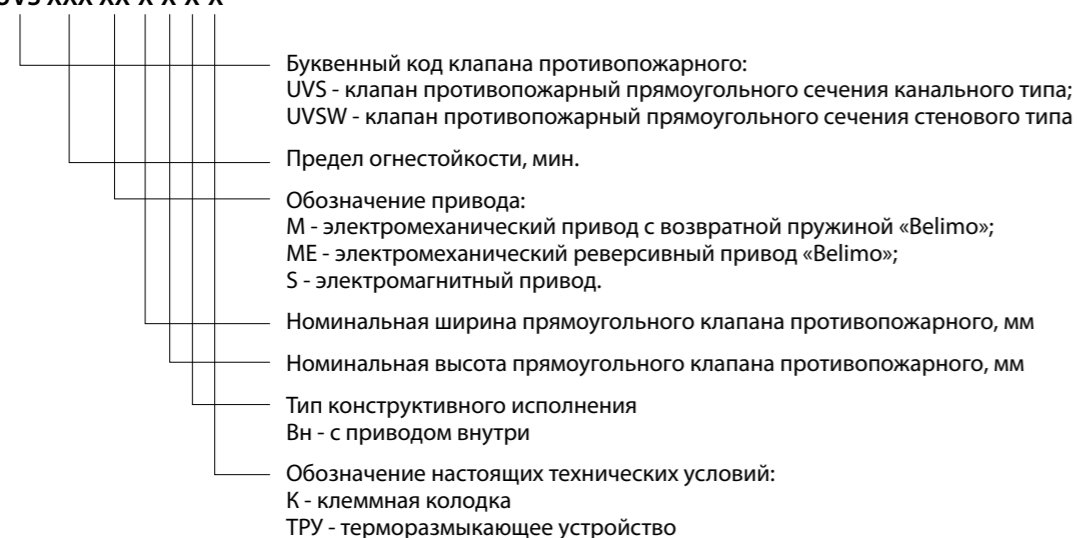 UVS XXX XX-X-X-X-X
Буквенный код клапана противопожарного:
UVS - клапан противопожарный прямоугольного сечения канального типа;
UVSW - клапан противопожарный прямоугольного сечения стенового типа
Предел огнестойкости, мин.
Обозначение привода:
M - электромеханический привод с возвратной пружиной «Belimo»;
ME - электромеханический реверсивный привод «Belimo»;
S - электромагнитный привод.
Номинальная ширина прямоугольного клапана противопожарного, мм
Номинальная высота прямоугольного клапана противопожарного, мм
Тип конструктивного исполнения
Вн - с приводом внутри
Обозначение настоящих технических условий:
К - клеммная колодка
ТРУ - терморазмыкающее устройство